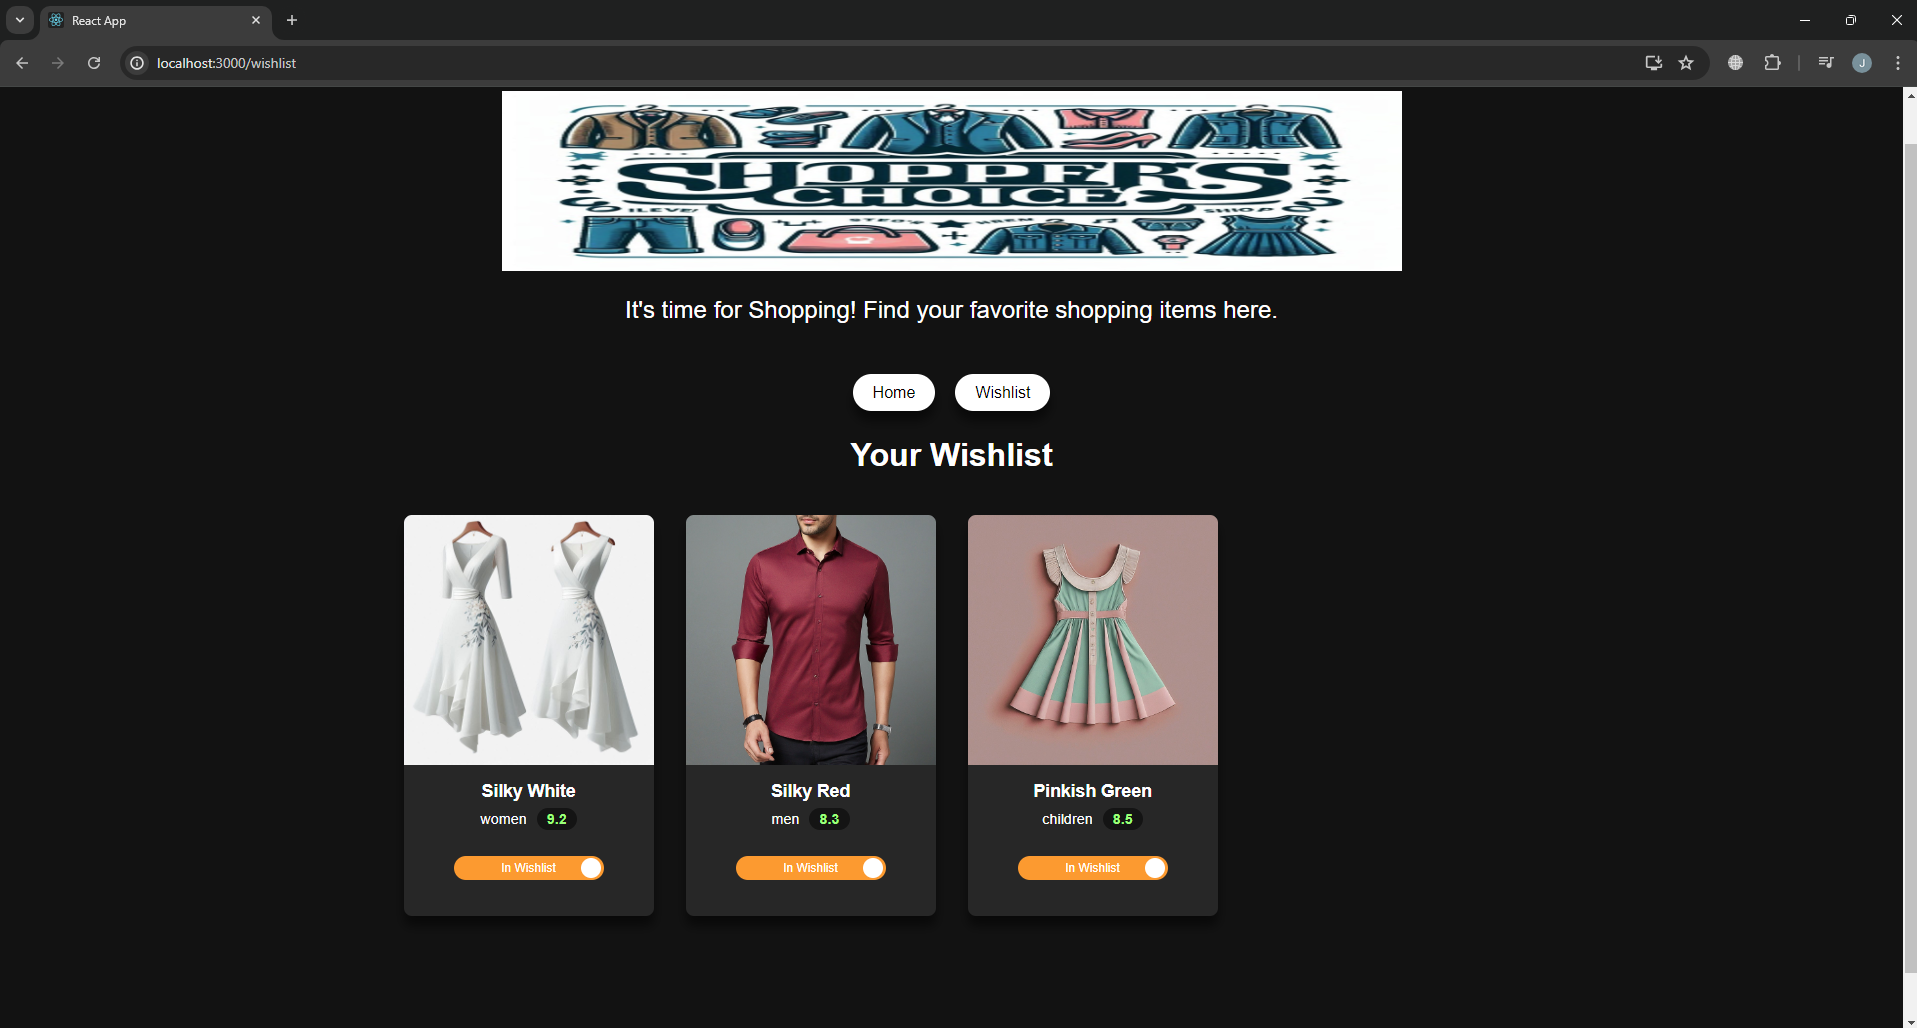 React App
localhost:3000/wishlist
J
SHOPPERS
CHOICE
It's time for Shopping! Find your favorite shopping items here.
Home Wishlist
Your Wishlist
Silky White
women 9.2
In Wishlist
Silky Red
men 8.3
In Wishlist
Pinkish Green
children 8.5
In Wishlist